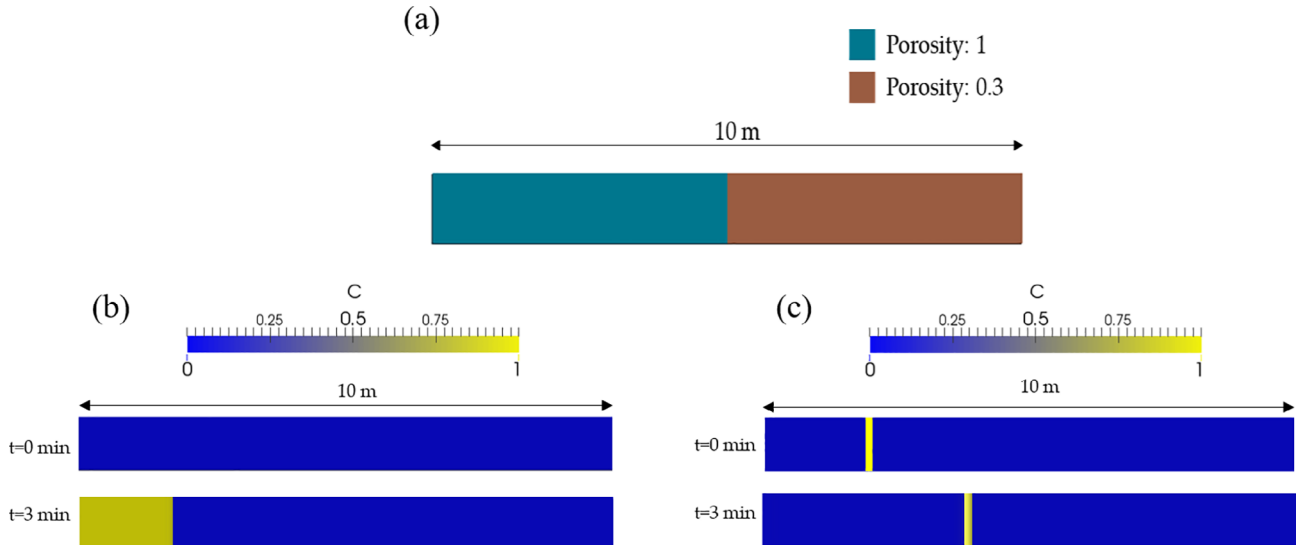 (a)
Porosity: 1
Porosity: 0.3
10 m
(b)
C
0.25 0.5 0.75
0 1
10 m
t=0 min
t=3 min
(c)
C
0.25 0.5 0.75
0 1
10 m
t=0 min
t=3 min